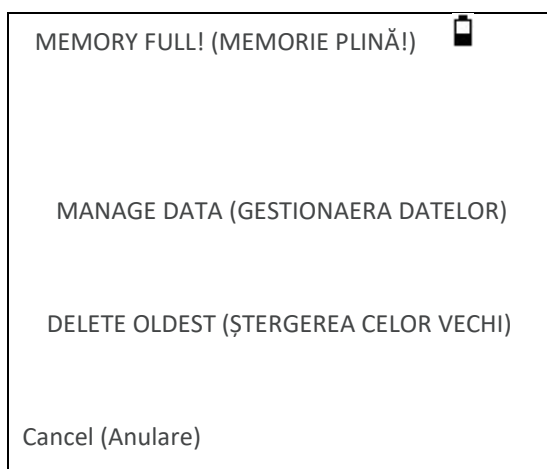 MEMORY FULL! (MEMORIE PLINĂ!)
MANAGE DATA (GESTIONAERA DATELOR)
DELETE OLDEST (ȘTERGEREA CELOR VECHI)
Cancel (Anulare)